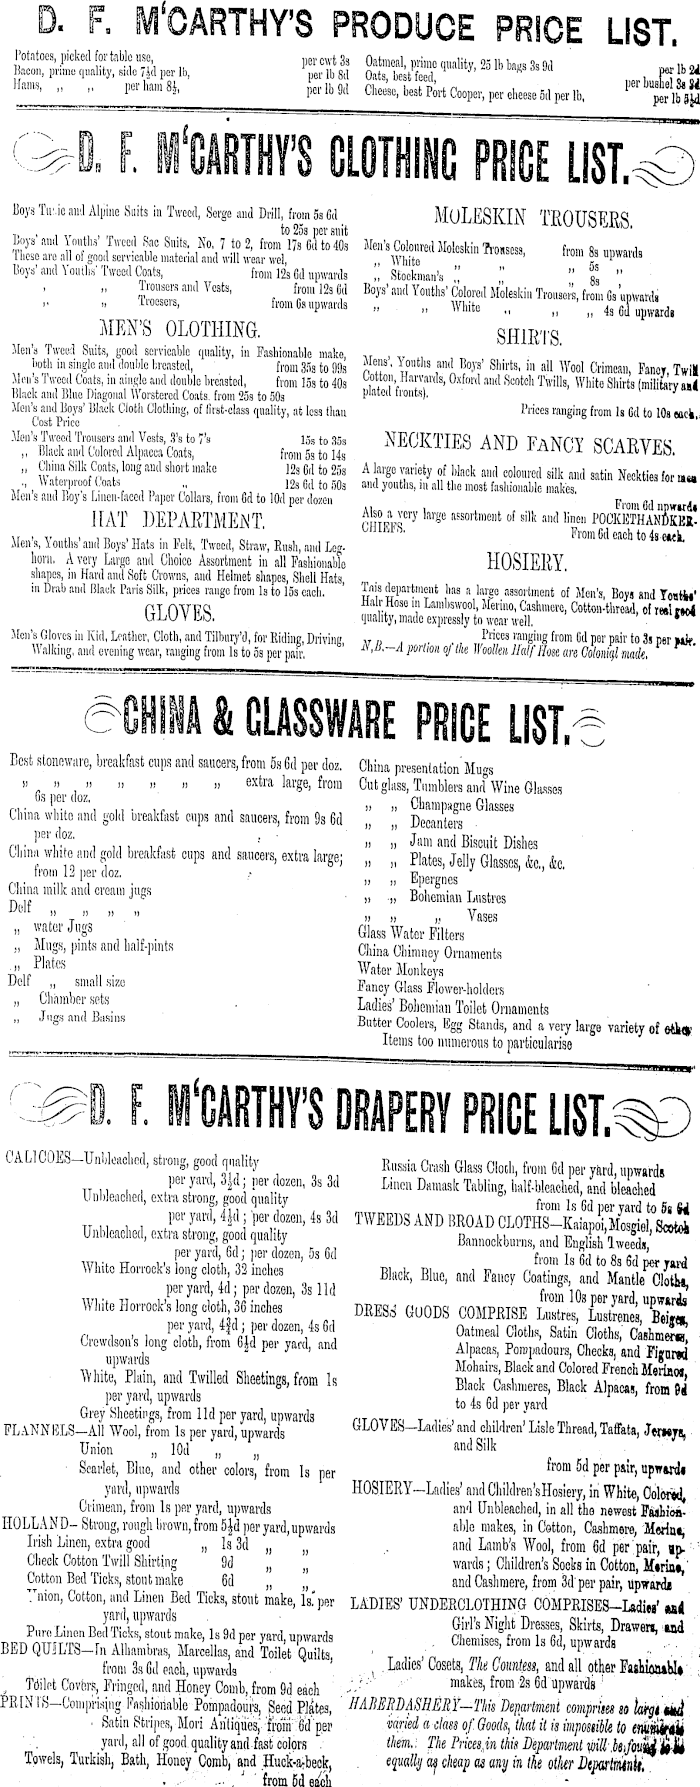 D. F. M'CARTHY'S PRODUCE PRICE LIST.
Potatoes, picked for table use, per cwt 3s
Bacon, prime quality, side 7½d per lb, per lb 8d
Hams, „ „ per ham 8½, per lb 9d
Oatmeal, prime quality, 25 lb bags 3s 9d per lb 2d
Oats, best feed, per bushel 3s 3d
Cheese, best Port Cooper, per cheese 5d per lb, per lb 5½d
D. F. M'CARTHY'S CLOTHING PRICE LIST.
Boys Tunic and Alpine Suits in Tweed, Serge and Drill, from 5s 6d
to 25s per suit
Boys' and Youths' Tweed Sac Suits, No. 7 to 2, from 17s 6d to 40s
These are all of good servicable material and will wear wel,
Boys' and Youths' Tweed Coats, from 12s 6d upwards
„ „ Trousers and Vests, from 12s 6d
„ „ Troesers, from 6s upwards
MEN'S OLOTHING.
Men's Tweed Suits, good servicable quality, in Fashionable make,
both in single and double breasted, from 35s to 99s
Men's Tweed Coats, in aingle and double breasted, from 15s to 40s
Black and Blue Diagonal Worstered Coats. from 25s to 50s
Men's and Boys' Black Cloth Clothing, of first-class quality, at less than
Cost Price
Men's Tweed Trousers and Vests, 3's to 7's 15s to 35s
„ Black and Colored Alpacca Coats, from 5s to 14s
„ China Silk Coats, long and short make 12s 6d to 25s
„ Waterproof Coats „ 12s 6d to 50s
Men's and Boy's Linen-faced Paper Collars, from 6d to 10d per dozen
HAT DEPARTMENT.
Men's, Youths' and Boys' Hats in Felt, Tweed, Straw, Rush, and Leg-
horn. A very Large and Choice Assortment in all Fashionable
shapes, in Hard and Soft Crowns, and Helmet shapes, Shell Hats,
in Drab and Black Paris Silk, prices range from 1s to 15s each.
GLOVES.
Men's Gloves in Kid, Leather, Cloth, and Tilbury'd, for Riding, Driving,
Walking, and evening wear, ranging from 1s to 5s per pair.
MOLESKIN TROUSERS.
Men's Coloured Moleskin Trousess, from 8s upwards
„ White „ „ „ 5s „
„ Stockman's „ „ „ 8s „
Boys' and Youths' Colored Moleskin Trousers, from 6s upwards
„ „ White „ „ „ 4s 6d upwards
SHIRTS.
Mens', Youths and Boys' Shirts, in all Wool Crimean, Fancy, Twill
Cotton, Harvards, Oxford and Scotch Twills, White Shirts (military and
plated fronts).
Prices ranging from 1s 6d to 10s each.
NECKTIES AND FANCY SCARVES.
A large variety of black and coloured silk and satin Neckties for men
and youths, in all the most fashionable makes.
From 6d upwards
Also a very large assortment of silk and linen POCKETHANDKER-
CHIEFS. From 6d each to 4s each.
HOSIERY.
This department has a large assortment of Men's, Boys and Youths'
Half Hose in Lambswool, Merino, Cashmere, Cotton-thread, of real good
quality, made expressly to wear well.
Prices ranging from 6d per pair to 3s per pair.
N.B.—A portion of the Woollen Half Hose are Colonial made.
CHINA & GLASSWARE PRICE LIST.
Best stoneware, breakfast cups and saucers, from 5s 6d per doz.
„ „ „ „ „ „ „ extra large, from
6s per doz.
China white and gold breakfast cups and saucers, from 9s 6d
per doz.
China white and gold breakfast cups and saucers, extra large;
from 12 per doz.
China milk and cream jugs
Delf „ „ „ „
„ water Jugs
„ Mugs, pints and half-pints
„ Plates
Delf „ small size
„ Chamber sets
„ Jugs and Basins
China presentation Mugs
Cut glass, Tumblers and Wine Glasses
„ „ Champagne Glasses
„ „ Decanters
„ „ Jam and Biscuit Dishes
„ „ Plates, Jelly Glasses, &c., &c.
„ „ Epergnes
„ „ Bohemian Lustres
„ „ „ Vases
Glass Water Filters
China Chimney Ornaments
Water Monkeys
Fancy Glass Flower-holders
Ladies' Bohemian Toilet Ornaments
Butter Coolers, Egg Stands, and a very large variety of other
Items too numerous to particularise
D. F. M'CARTHY'S DRAPERY PRICE LIST.
CALICOES—Unbleached, strong, good quality
per yard, 3½d; per dozen, 3s 3d
Unbleached, extra strong, good quality
per yard, 4½d; per dozen, 4s 3d
Unbleached, extra strong, good quality
per yard, 6d; per dozen, 5s 6d
White Horrock's long cloth, 32 inches
per yard, 4d; per dozen, 3s 11d
White Horrock's long cloth, 36 inches
per yard, 4¾d; per dozen, 4s 6d
Crewdson's long cloth, from 6½d per yard, and
upwards
White, Plain, and Twilled Sheetings, from 1s
per yard, upwards
Grey Sheetings, from 11d per yard, upwards
FLANNELS—All Wool, from 1s per yard, upwards
Union „ 10d „ „
Scarlet, Blue, and other colors, from 1s per
yard, upwards
Crimean, from 1s per yard, upwards
HOLLAND—Strong, rough brown, from 5½d per yard, upwards
Irish Linen, extra good „ 1s 3d „ „
Check Cotton Twill Shirting 9d „ „
Cotton Bed Ticks, stout make 6d „ „
Union, Cotton, and Linen Bed Ticks, stout make, 1s. per
yard, upwards
Pure Linen Bed Ticks, stout make, 1s 9d per yard, upwards
BED QUILTS—In Alhambras, Marcellas, and Toilet Quilts,
from 3s 6d each, upwards
Toilet Covers, Fringed, and Honey Comb, from 9d each
PRINTS—Comprising Fashionable Pompadours, Seed Plates,
Satin Stripes, Mori Antiques, from 6d per
yard, all of good quality and fast colors
Towels, Turkish, Bath, Honey Comb, and Huck-a-beck,
from 5d each
Russia Crash Glass Cloth, from 6d per yard, upwards
Linen Damask Tabling, half-bleached, and bleached
from 1s 6d per yard to 5s 6d
TWEEDS AND BROAD CLOTHS—Kaiapoi, Mosgiel, Scotch
Bannockburns, and English Tweeds,
from 1s 6d to 8s 6d per yard
Black, Blue, and Fancy Coatings, and Mantle Cloths,
from 10s per yard, upwards
DRESS GOODS COMPRISE Lustres, Lustrenes, Beiges,
Oatmeal Cloths, Satin Cloths, Cashmeres,
Alpacas, Pompadours, Checks, and Figured
Mohairs, Black and Colored French Merinos,
Black Cashmeres, Black Alpacas, from 9d
to 4s 6d per yard
GLOVES—Ladies' and children' Lisle Thread, Taffata, Jerseys,
and Silk
from 5d per pair, upwards
HOSIERY—Ladies' and Children's Hosiery, in White, Colored,
and Unbleached, in all the newest Fashion-
able makes, in Cotton, Cashmere, Merine,
and Lamb's Wool, from 6d per pair, up-
wards; Children's Socks in Cotton, Merine,
and Cashmere, from 3d per pair, upwards
LADIES' UNDERCLOTHING COMPRISES—Ladies' and
Girl's Night Dresses, Skirts, Drawers, and
Chemises, from 1s 6d, upwards
Ladies' Cosets, The Countess, and all other Fashionable
makes, from 2s 6d upwards
HABERDASHERY—This Department comprises so large and
varied a class of Goods, that it is impossible to enumerate
them. The Prices in this Department will be found to be
equally as cheap as any in the other Departments.